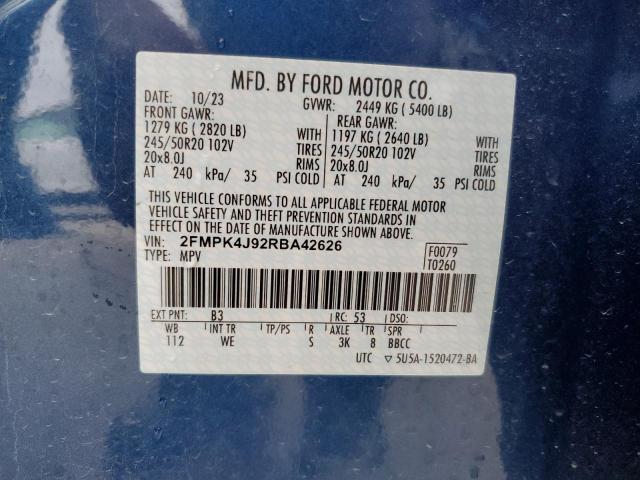 MFD. BY FORD MOTOR CO.
DATE: 10/23 GVWR: 2449 KG ( 5400 LB)
FRONT GAWR: REAR GAWR:
1279 KG ( 2820 LB) 1197 KG ( 2640 LB)
245/50R20 102V TIRES 245/50R20 102V TIRES
20x8.0J RIMS 20x8.0J RIMS
AT 240 kPa/ 35 PSI COLD AT 240 kPa/ 35 PSI COLD
THIS VEHICLE CONFORMS TO ALL APPLICABLE FEDERAL MOTOR
VEHICLE SAFETY AND THEFT PREVENTION STANDARDS IN
EFFECT ON THE DATE OF MANUFACTURE SHOWN ABOVE.
VIN: 2FMPK4J92RBA42626 F0079
TYPE: MPV T0260
EXT PNT: B3 RC: 53 DSO:
WB INT TR TP/PS R AXLE TR SPR
112 WE S 3K 8 BBCC
UTC ▽ 5U5A-1520472-BA